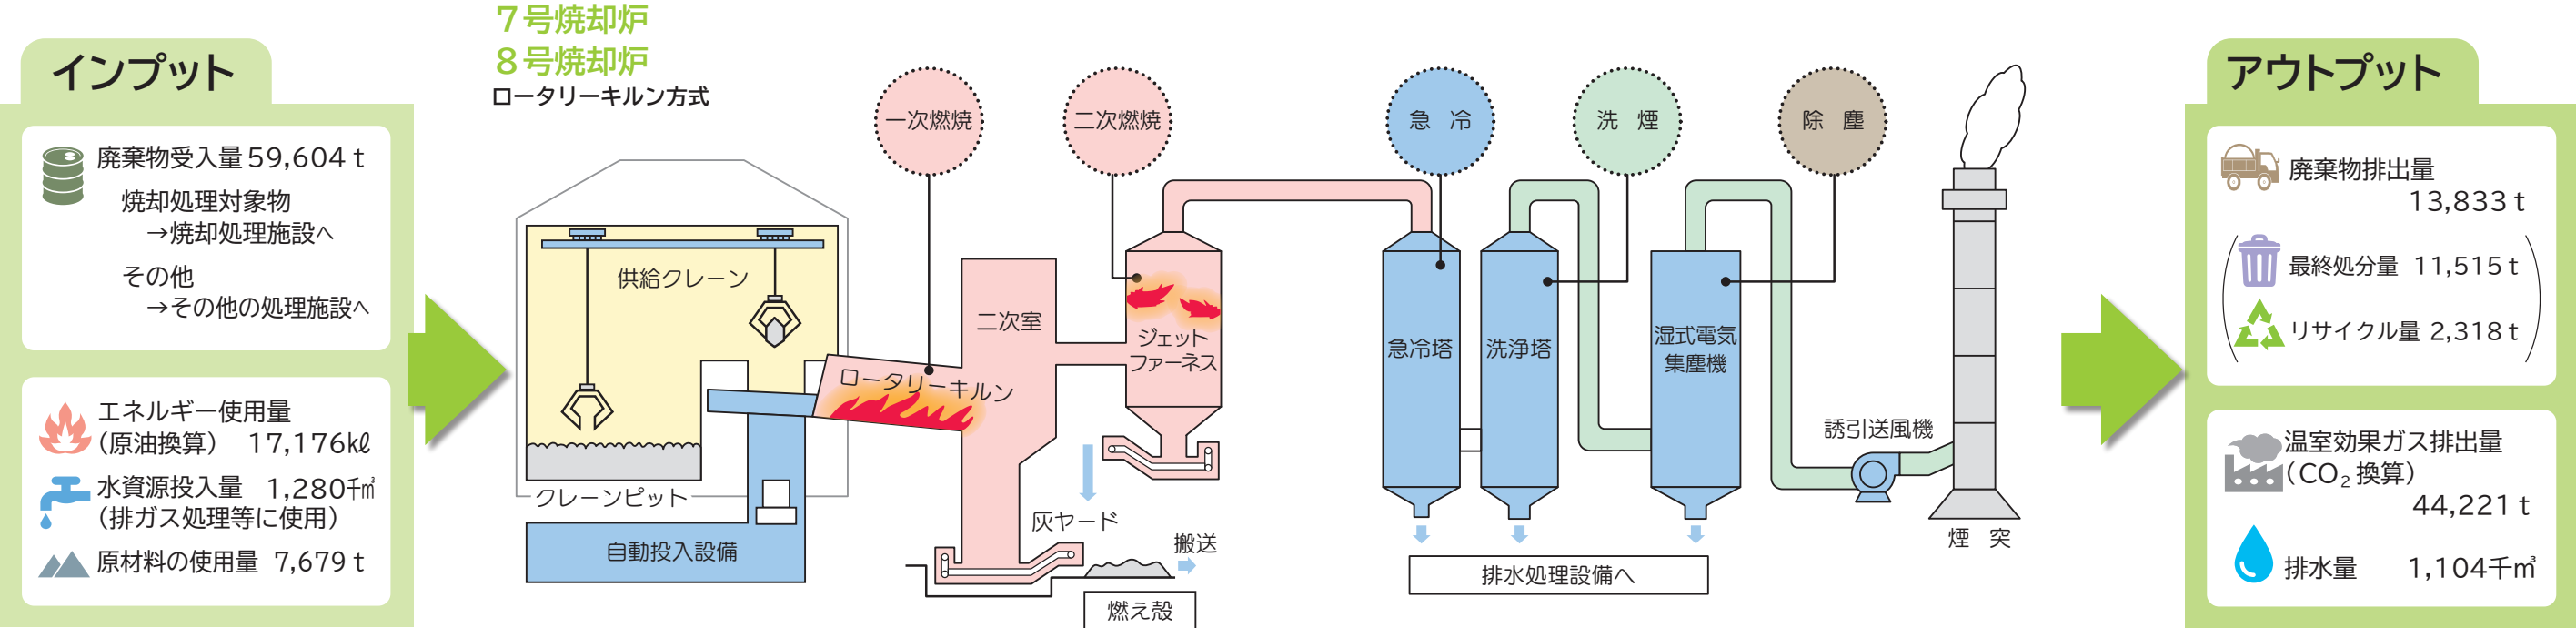 インプット
廃棄物受入量 59,604 t
焼却処理対象物
→焼却処理施設へ
その他
→その他の処理施設へ
エネルギー使用量
(原油換算) 17,176kℓ
水資源投入量 1,280千㎥
(排ガス処理等に使用)
原材料の使用量 7,679 t
7号焼却炉
8号焼却炉
ロータリーキルン方式
一次燃焼
二次燃焼
急 冷
洗 煙
除 塵
供給クレーン
クレーンピット
自動投入設備
ロータリーキルン
二次室
ジェット
ファーネス
灰ヤード
搬送
燃え殻
急冷塔
洗浄塔
湿式電気
集塵機
排水処理設備へ
誘引送風機
煙 突
アウトプット
廃棄物排出量
13,833 t
最終処分量 11,515 t
リサイクル量 2,318 t
温室効果ガス排出量
(CO₂ 換算)
44,221 t
排水量 1,104千㎥